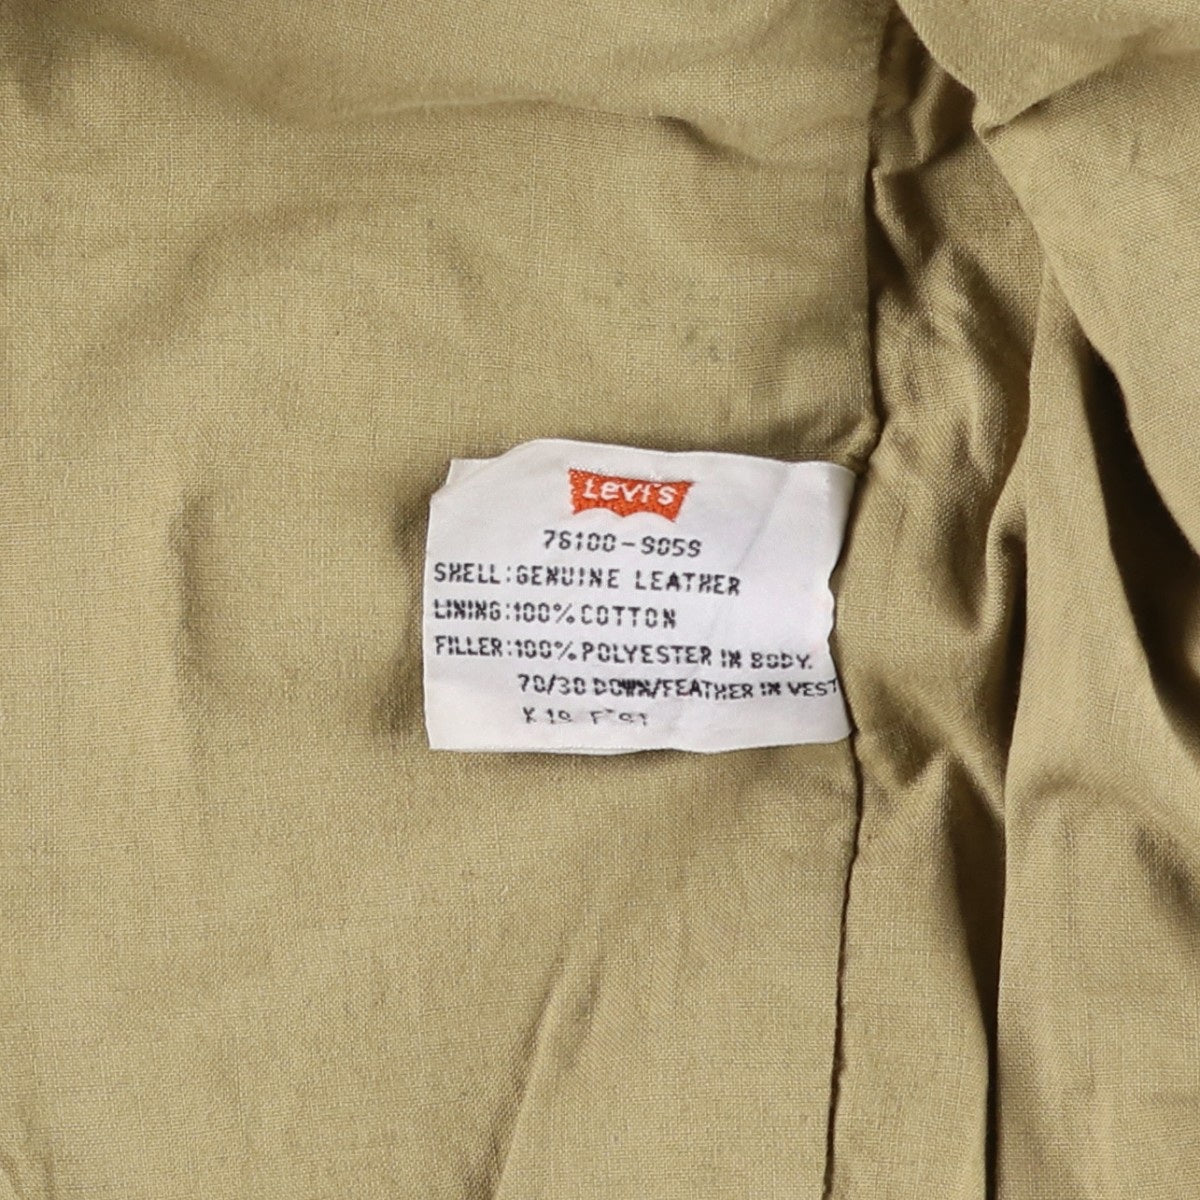 Levi's
76100-S05S
SHELL:GENUINE LEATHER
LINING:100% COTTON
FILLER:100% POLYESTER IN BODY.
70/30 DOWN/FEATHER IN VEST